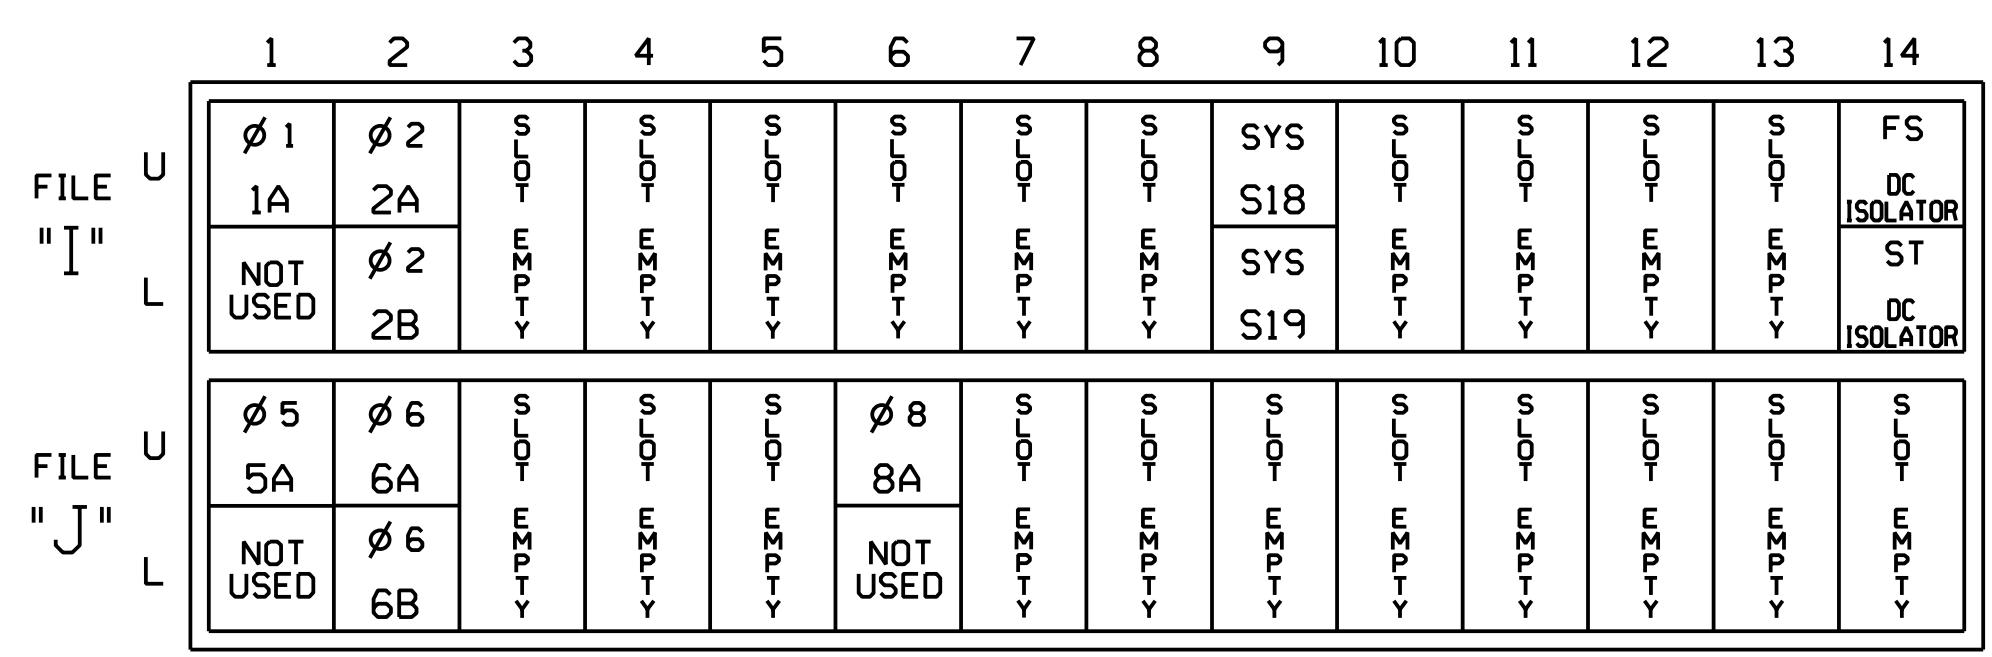 1 2 3 4 5 6 7 8 9 10 11 12 13 14
FILE
"I"
U
L
Ø 1
1A
NOT
USED
Ø 2
2A
Ø 2
2B
SLOT EMPTY
SLOT EMPTY
SLOT EMPTY
SLOT EMPTY
SLOT EMPTY
SLOT EMPTY
SYS
S18
SYS
S19
SLOT EMPTY
SLOT EMPTY
SLOT EMPTY
SLOT EMPTY
FS
DC
ISOLATOR
ST
DC
ISOLATOR
FILE
"J"
U
L
Ø 5
5A
NOT
USED
Ø 6
6A
Ø 6
6B
SLOT EMPTY
SLOT EMPTY
SLOT EMPTY
Ø 8
8A
NOT
USED
SLOT EMPTY
SLOT EMPTY
SLOT EMPTY
SLOT EMPTY
SLOT EMPTY
SLOT EMPTY
SLOT EMPTY
SLOT EMPTY